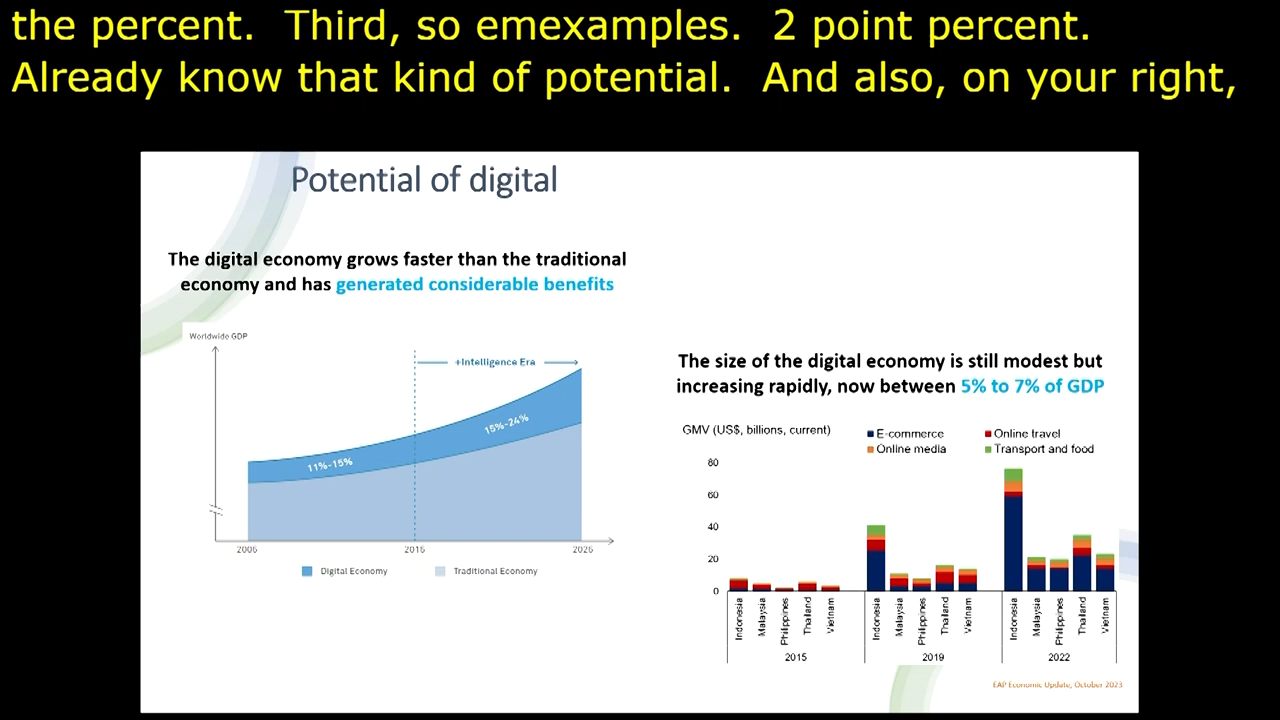 the percent.  Third, so emexamples.  2 point percent.
Already know that kind of potential.  And also, on your right,
Potential of digital
The digital economy grows faster than the traditional
economy and has generated considerable benefits
Worldwide GDP
+Intelligence Era
15%-24%
11%-15%
2006
2016
2026
Digital Economy
Traditional Economy
The size of the digital economy is still modest but
increasing rapidly, now between 5% to 7% of GDP
GMV (US$, billions, current)
E-commerce
Online travel
Online media
Transport and food
80
60
40
20
0
Indonesia
Malaysia
Philippines
Thailand
Vietnam
Indonesia
Malaysia
Philippines
Thailand
Vietnam
Indonesia
Malaysia
Philippines
Thailand
Vietnam
2015
2019
2022
EAP Economic Update, October 2023